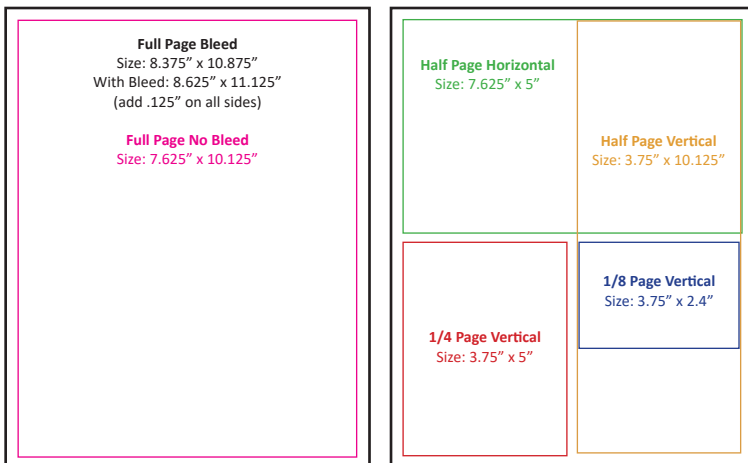 Full Page Bleed
Size: 8.375” x 10.875”
With Bleed: 8.625” x 11.125”
(add .125” on all sides)
Full Page No Bleed
Size: 7.625” x 10.125”
Half Page Horizontal
Size: 7.625” x 5”
Half Page Vertical
Size: 3.75” x 10.125”
1/8 Page Vertical
Size: 3.75” x 2.4”
1/4 Page Vertical
Size: 3.75” x 5”